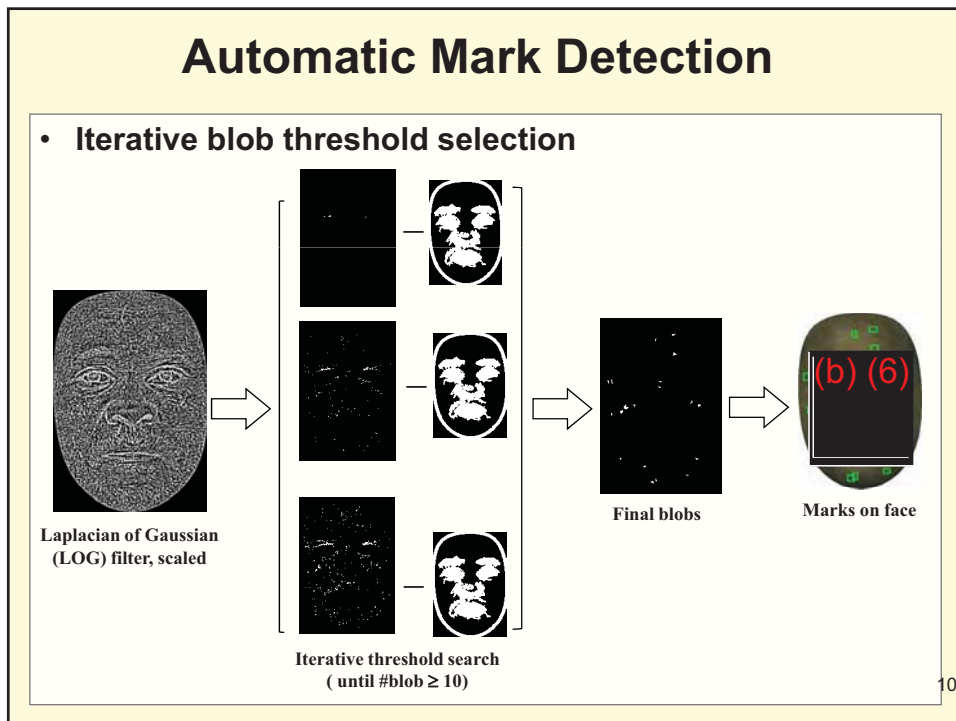 Automatic Mark Detection
• Iterative blob threshold selection
(b) (6)
Laplacian of Gaussian
(LOG) filter, scaled
Final blobs
Marks on face
Iterative threshold search
( until #blob ≥ 10)
10